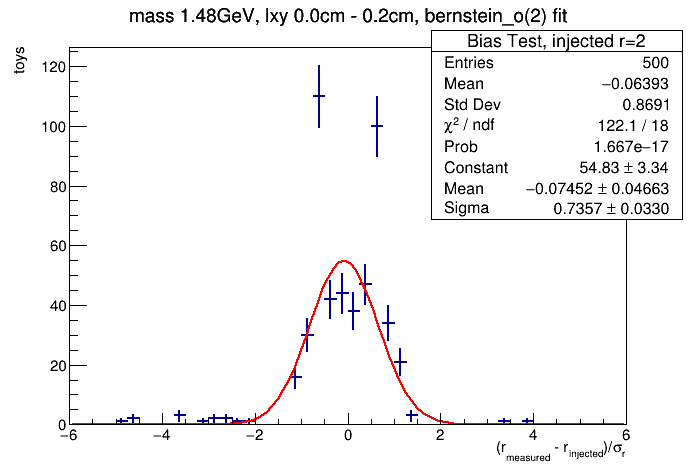 mass 1.48GeV, lxy 0.0cm - 0.2cm, bernstein_o(2) fit
Bias Test, injected r=2
Entries 500
Mean −0.06393
Std Dev 0.8691
χ² / ndf 122.1 / 18
Prob 1.667e−17
Constant 54.83 ± 3.34
Mean −0.07452 ± 0.04663
Sigma 0.7357 ± 0.0330
toys
120
100
80
60
40
20
0
−6 −4 −2 0 2 4 6
(r_measured - r_injected)/σ_r